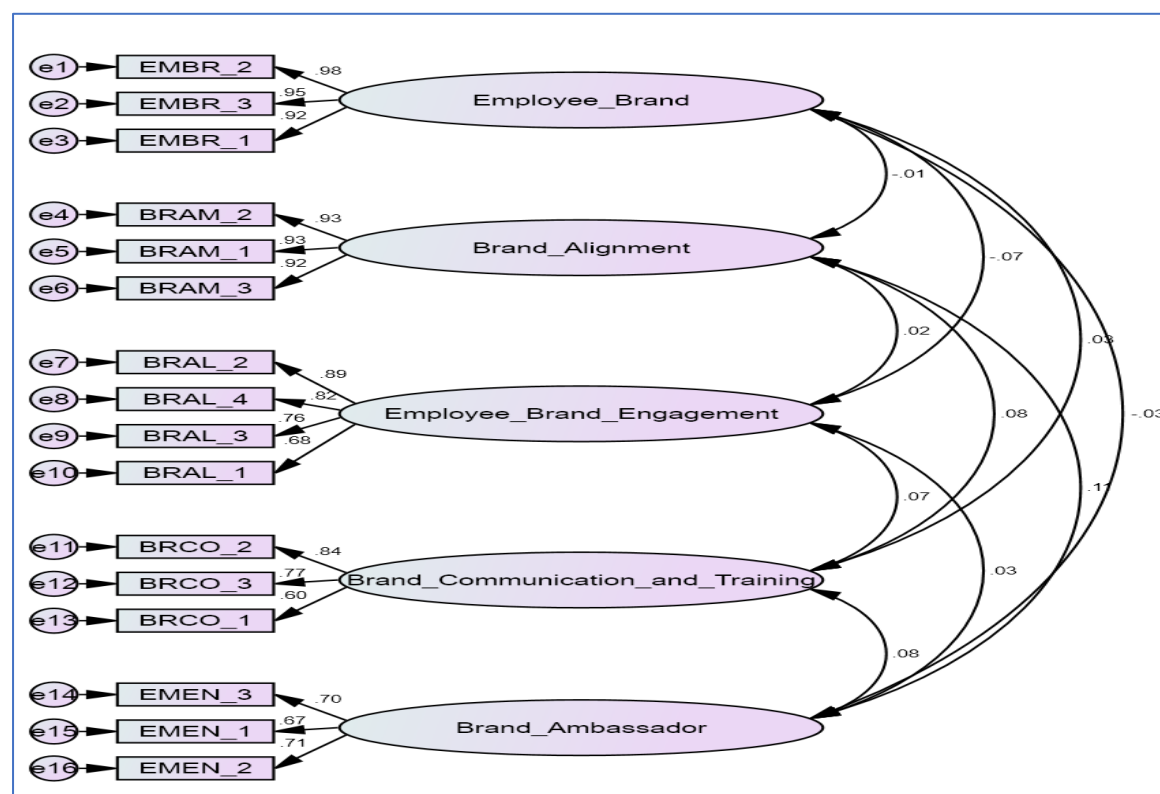 e1 EMBR_2 .98
e2 EMBR_3 .95 Employee_Brand
e3 EMBR_1 .92
-.01
e4 BRAM_2 .93
e5 BRAM_1 .93 Brand_Alignment
-.07
e6 BRAM_3 .92
.02 .03
e7 BRAL_2 .89
e8 BRAL_4 .82
e9 BRAL_3 .76 Employee_Brand_Engagement .08 -.03
e10 BRAL_1 .68
.07 .11
e11 BRCO_2 .84
e12 BRCO_3 .77 Brand_Communication_and_Training .03
e13 BRCO_1 .60
.08
e14 EMEN_3 .70
e15 EMEN_1 .67 Brand_Ambassador
e16 EMEN_2 .71